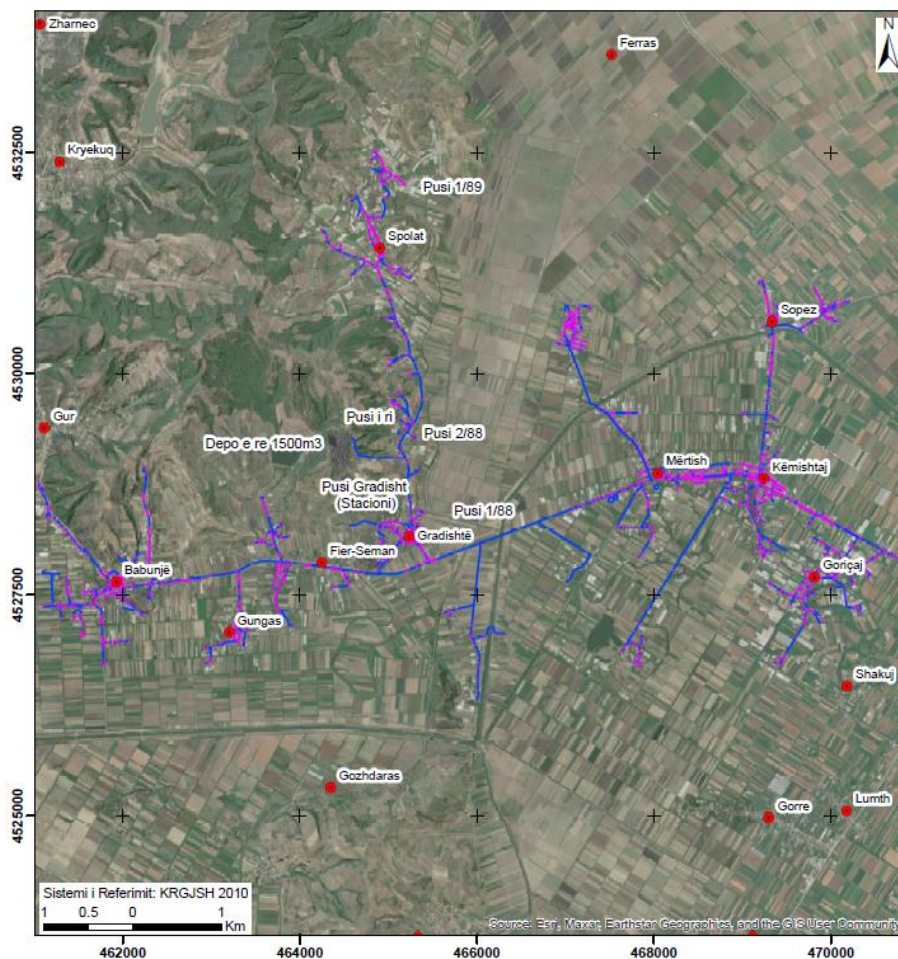 Zharnec
Ferras
N
Kryekuq
4532500
Pusi 1/89
Spolat
Sopez
4530000
Gur
Pusi i ri
Pusi 2/88
Depo e re 1500m3
Mërtish
Këmishtaj
Pusi Gradisht
(Stacioni)
Pusi 1/88
Gradishtë
Fier-Seman
Babunjë
Goriçaj
4527500
Gungas
Shakuj
Gozhdaras
Gorre
Lumth
4525000
Sistemi i Referimit: KRGJSH 2010
1 0.5 0 1
Km
Source: Esri, Maxar, Earthstar Geographics, and the GIS User Community
462000 464000 466000 468000 470000